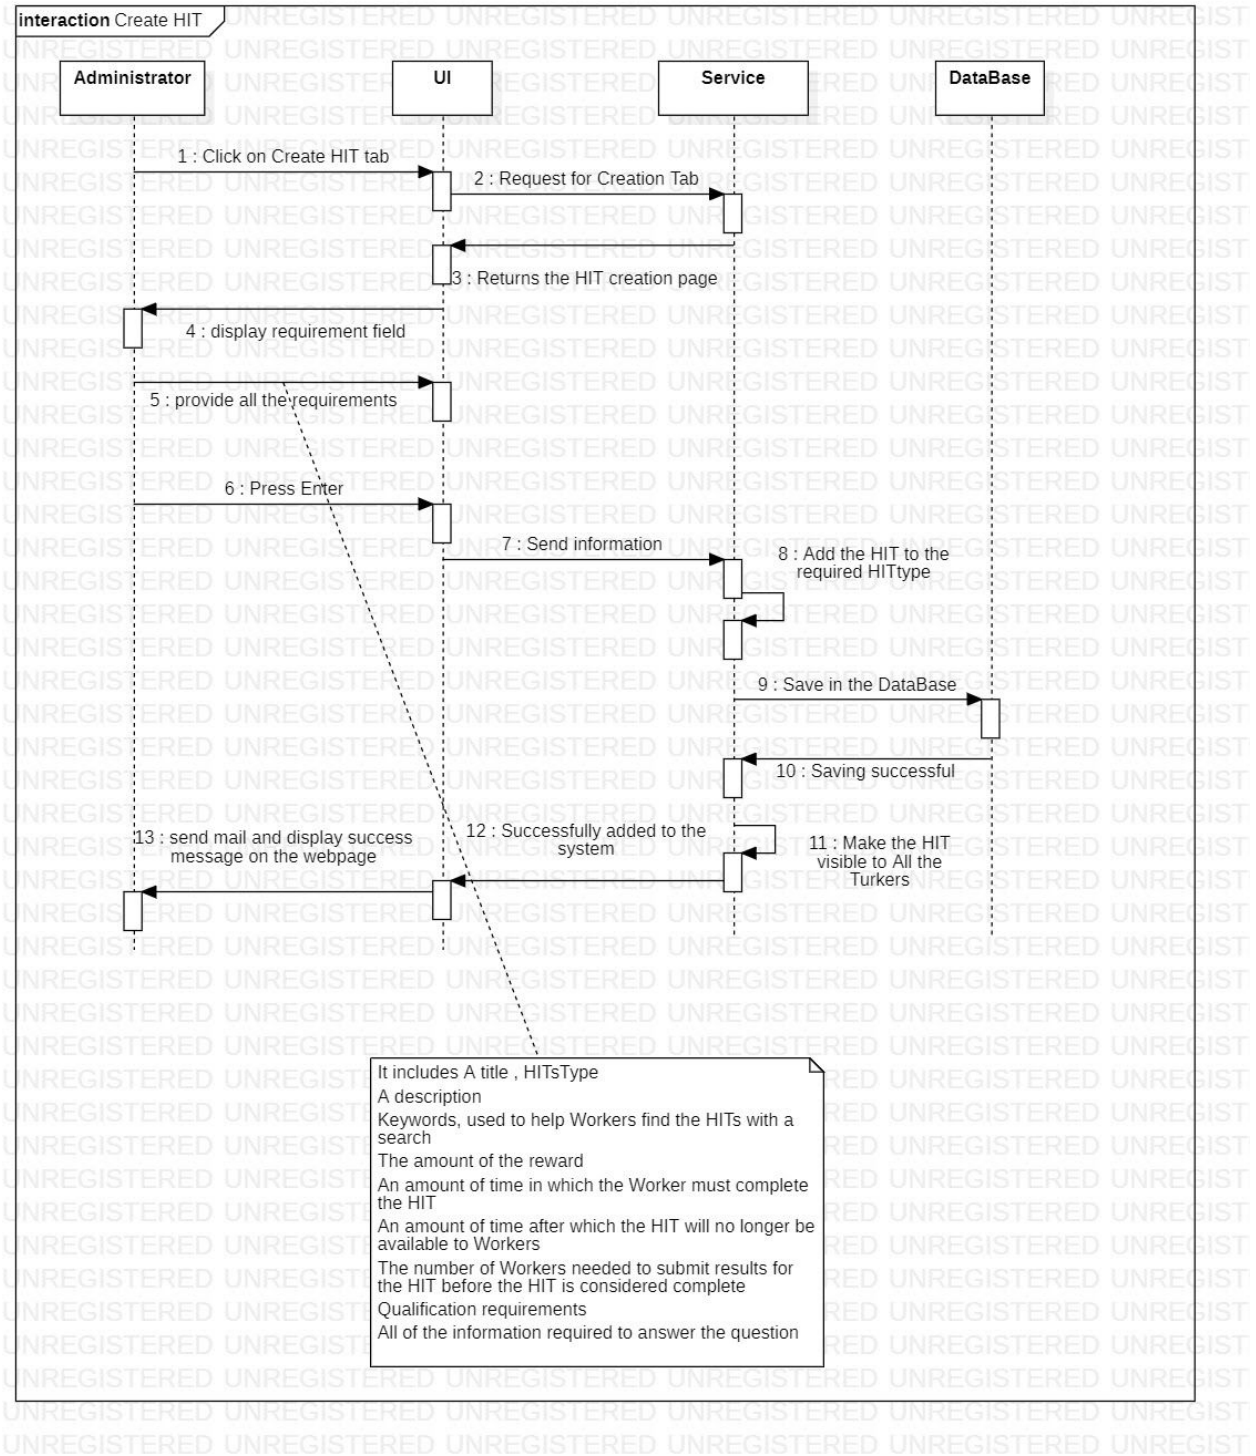 interaction Create HIT
Administrator
UI
Service
DataBase
1 : Click on Create HIT tab
2 : Request for Creation Tab
3 : Returns the HIT creation page
4 : display requirement field
5 : provide all the requirements
6 : Press Enter
7 : Send information
8 : Add the HIT to the
required HITtype
9 : Save in the DataBase
10 : Saving successful
11 : Make the HIT
visible to All the
Turkers
12 : Successfully added to the
system
13 : send mail and display success
message on the webpage
It includes A title , HITsType
A description
Keywords, used to help Workers find the HITs with a
search
The amount of the reward
An amount of time in which the Worker must complete
the HIT
An amount of time after which the HIT will no longer be
available to Workers
The number of Workers needed to submit results for
the HIT before the HIT is considered complete
Qualification requirements
All of the information required to answer the question
UNREGISTERED